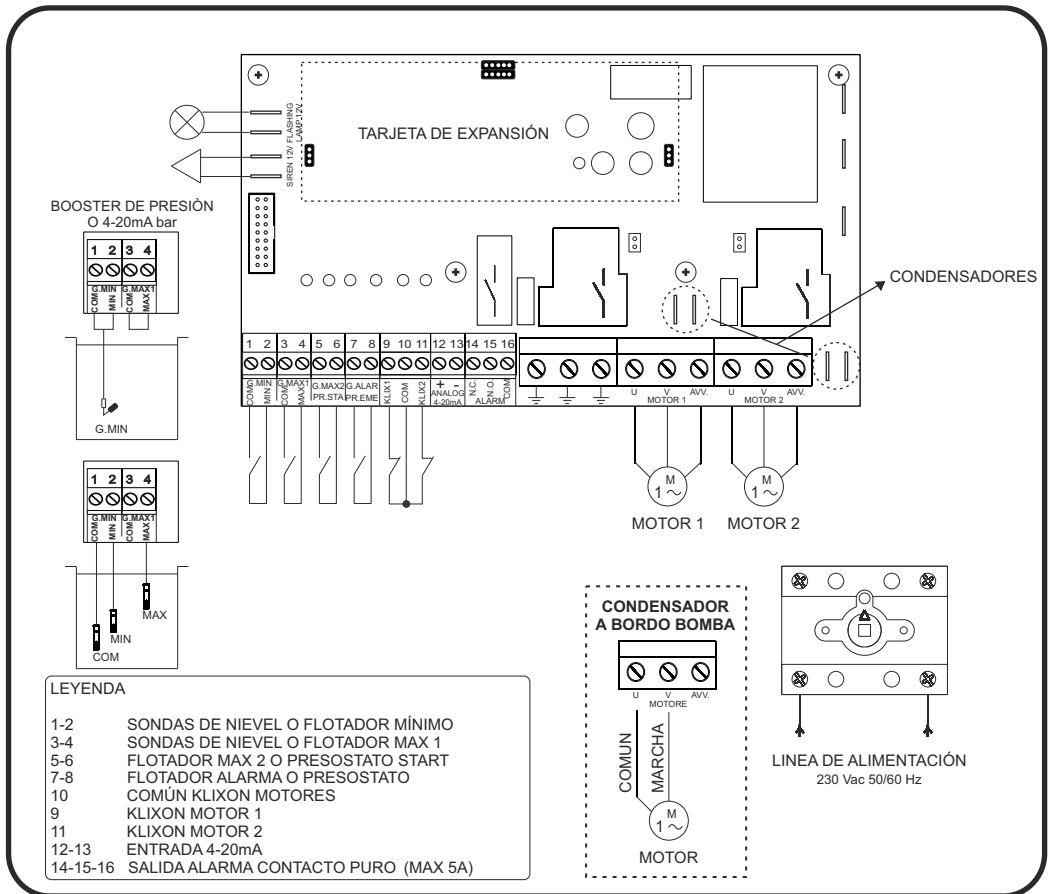 FLASHING
LAMP 12V
SIREN 12V
TARJETA DE EXPANSIÓN
BOOSTER DE PRESIÒN
O 4-20mA bar
1 2 3 4
G.MIN G.MAX1
COM MIN COM MAX1
G.MIN
CONDENSADORES
1 2 3 4 5 6 7 8 9 10 11 12 13 14 15 16
G.MIN G.MAX1 G.MAX2 G.ALAR
COM MIN COM MAX1 PR.STA PR.EME KLIX1 COM KLIX2
+ -
ANALOG
4-20mA
N.C. N.O. COM
ALARM
U V AVV.
MOTOR 1
U V AVV.
MOTOR 2
M
1 ~
MOTOR 1
M
1 ~
MOTOR 2
1 2 3 4
G.MIN G.MAX1
COM MIN COM MAX1
MAX
MIN
COM
CONDENSADOR
A BORDO BOMBA
U V AVV.
MOTORE
COMUN
MARCHA
M
1 ~
MOTOR
LINEA DE ALIMENTACIÓN
230 Vac 50/60 Hz
LEYENDA
1-2 SONDAS DE NIEVEL O FLOTADOR MÍNIMO
3-4 SONDAS DE NIEVEL O FLOTADOR MAX 1
5-6 FLOTADOR MAX 2 O PRESOSTATO START
7-8 FLOTADOR ALARMA O PRESOSTATO
10 COMÚN KLIXON MOTORES
9 KLIXON MOTOR 1
11 KLIXON MOTOR 2
12-13 ENTRADA 4-20mA
14-15-16 SALIDA ALARMA CONTACTO PURO (MAX 5A)